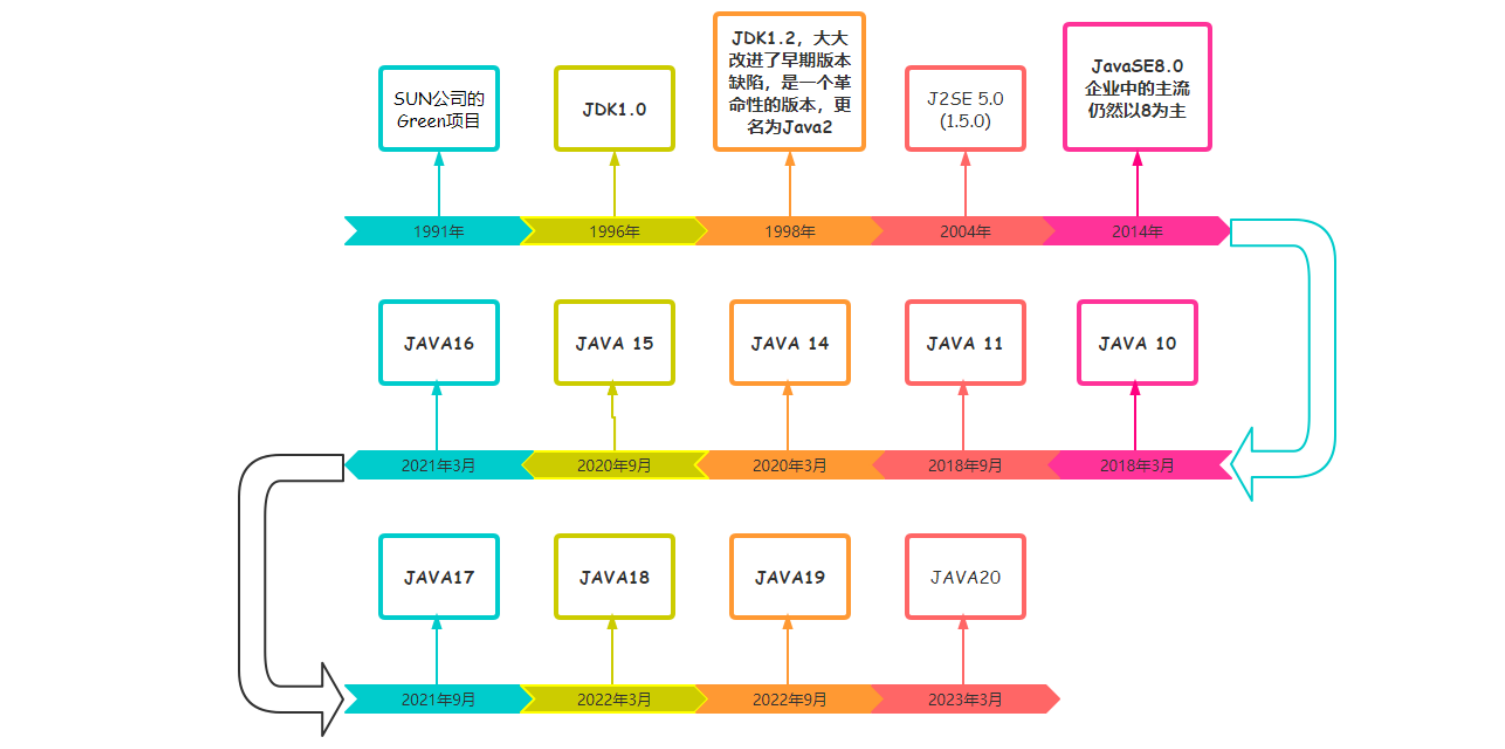 SUN公司的
Green项目
JDK1.0
JDK1.2，大大
改进了早期版本
缺陷，是一个革
命性的版本，更
名为Java2
J2SE 5.0
(1.5.0)
JavaSE8.0
企业中的主流
仍然以8为主
1991年
1996年
1998年
2004年
2014年
JAVA16
JAVA 15
JAVA 14
JAVA 11
JAVA 10
2021年3月
2020年9月
2020年3月
2018年9月
2018年3月
JAVA17
JAVA18
JAVA19
JAVA20
2021年9月
2022年3月
2022年9月
2023年3月